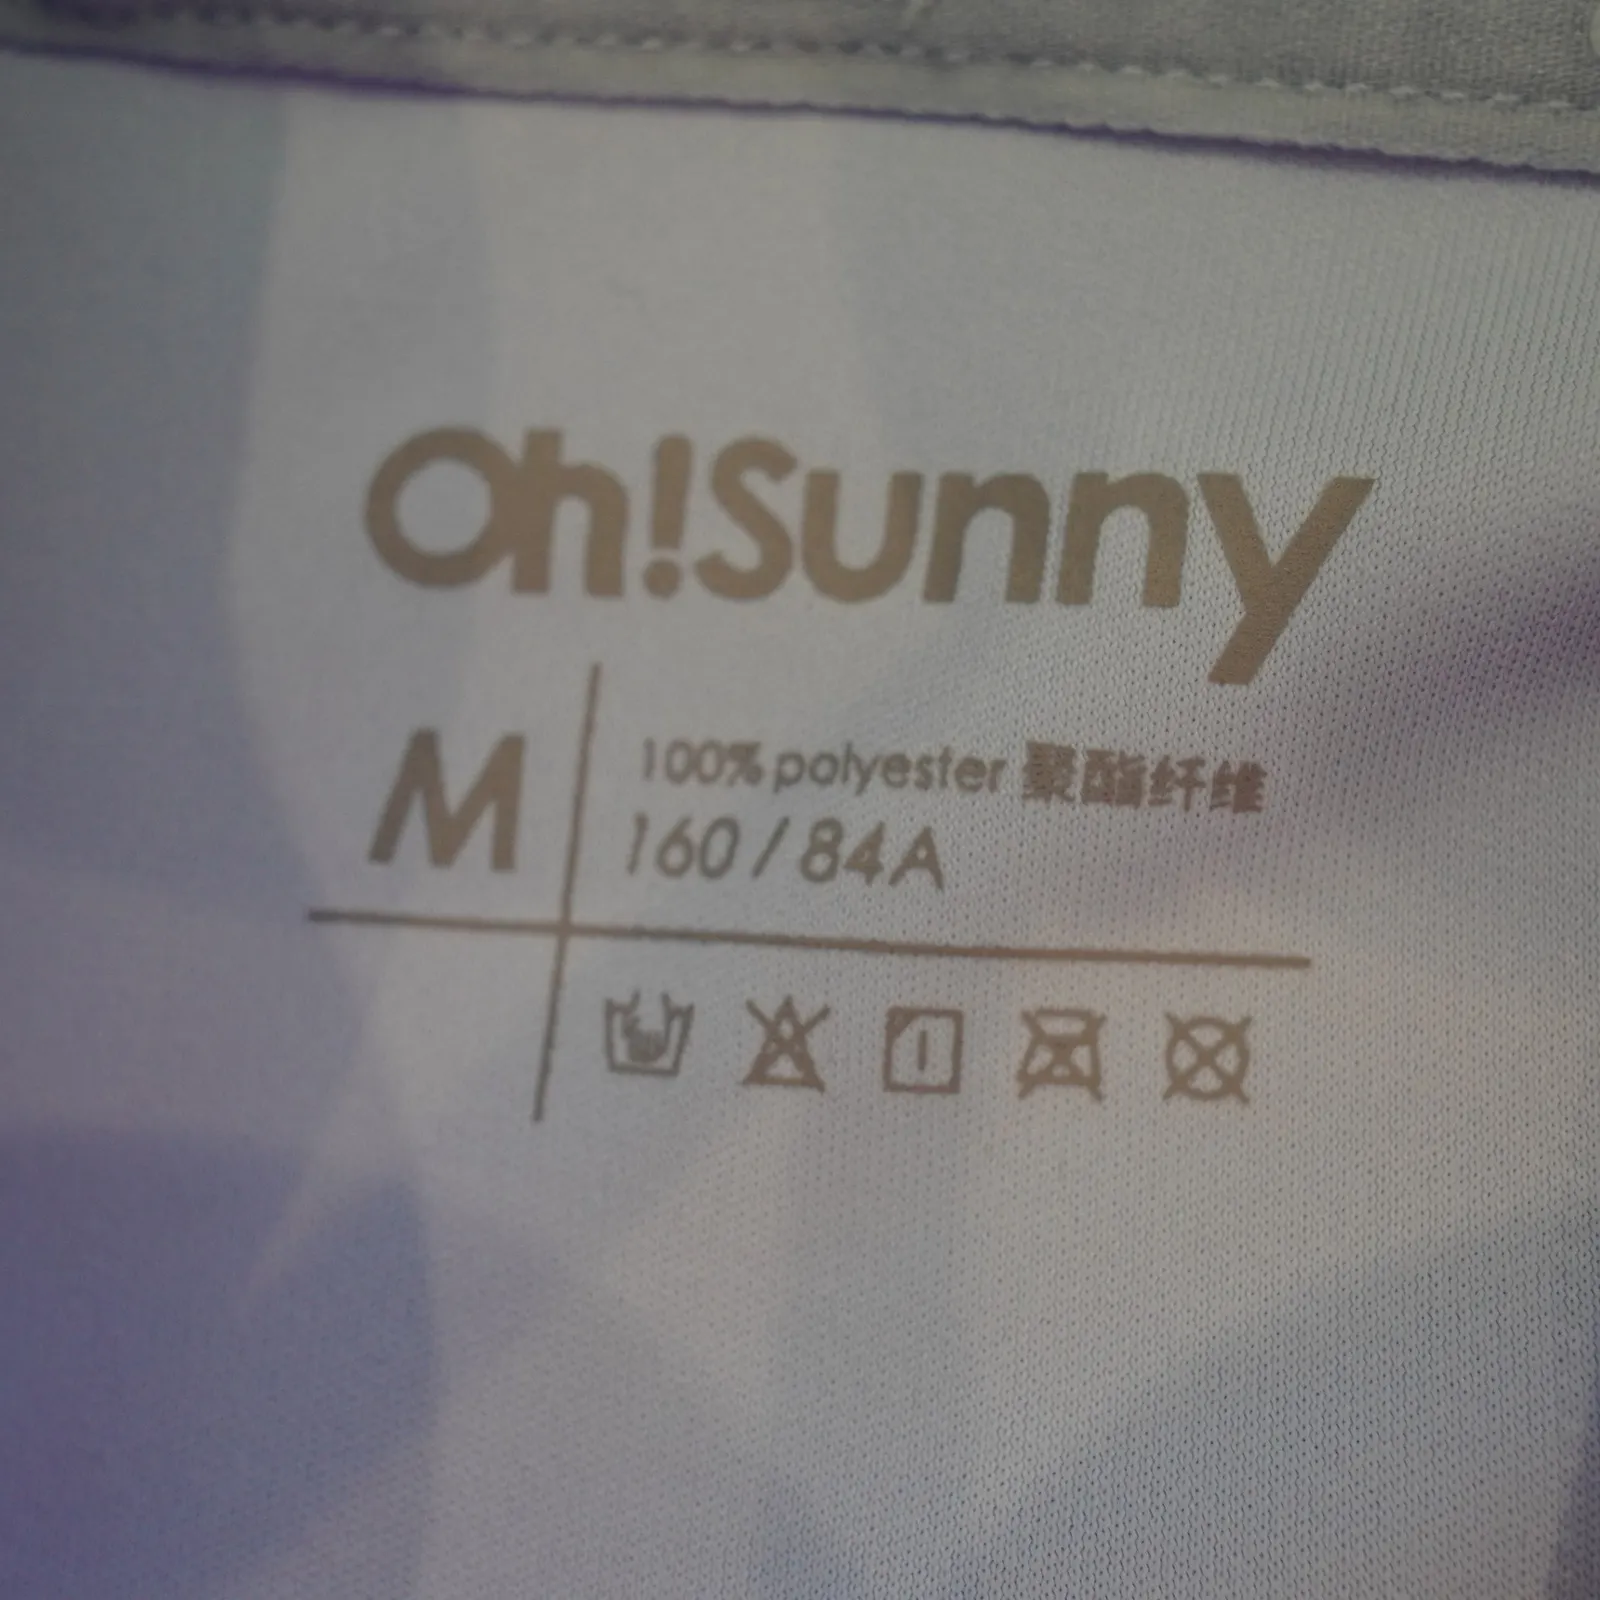 Oh!Sunny
M
100% polyester 聚酯纤维
160 / 84A